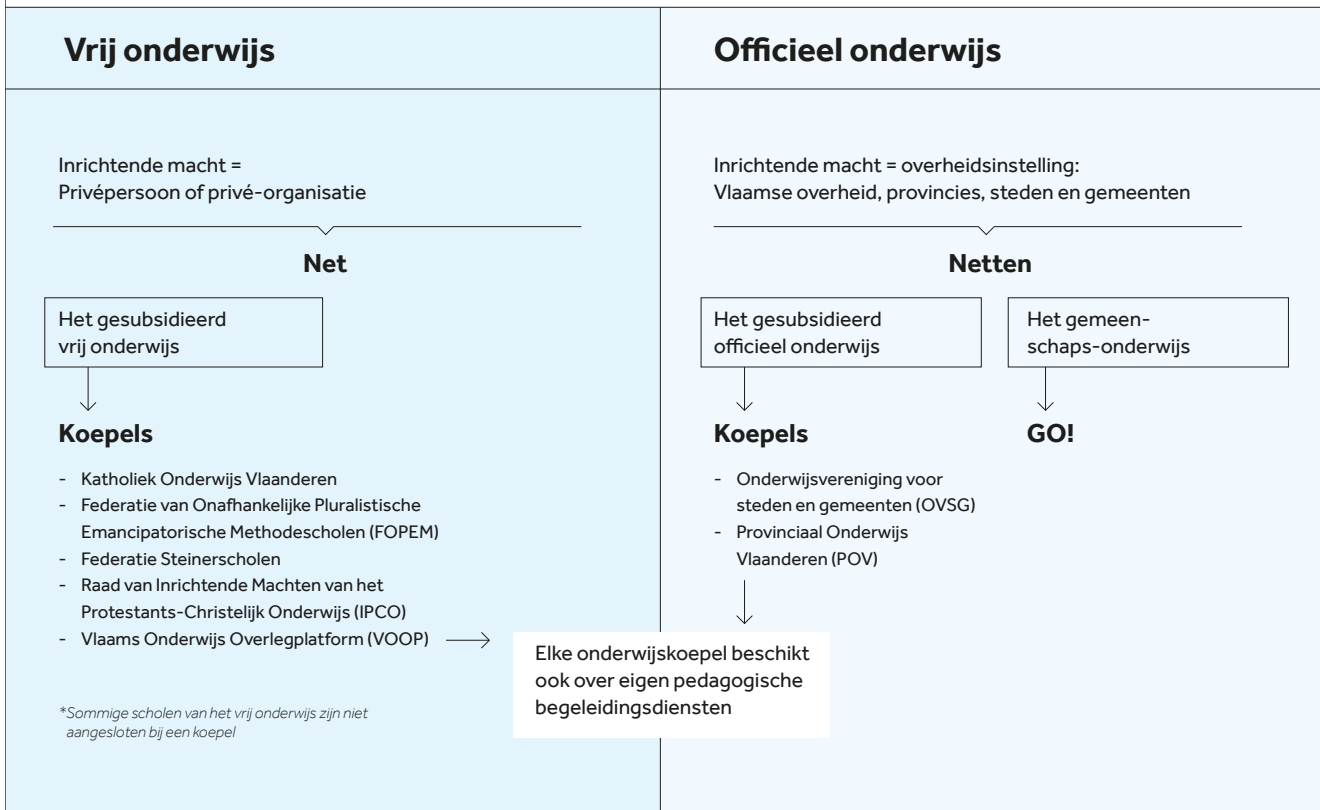 Vrij onderwijs
Inrichtende macht =
Privépersoon of privé-organisatie
Net
Het gesubsidieerd
vrij onderwijs
Koepels
- Katholiek Onderwijs Vlaanderen
- Federatie van Onafhankelijke Pluralistische
Emancipatorische Methodescholen (FOPEM)
- Federatie Steinerscholen
- Raad van Inrichtende Machten van het
Protestants-Christelijk Onderwijs (IPCO)
- Vlaams Onderwijs Overlegplatform (VOOP)
*Sommige scholen van het vrij onderwijs zijn niet
aangesloten bij een koepel
Officieel onderwijs
Inrichtende macht = overheidsinstelling:
Vlaamse overheid, provincies, steden en gemeenten
Netten
Het gesubsidieerd
officieel onderwijs
Koepels
- Onderwijsvereniging voor
steden en gemeenten (OVSG)
- Provinciaal Onderwijs
Vlaanderen (POV)
Het gemeen-
schaps-onderwijs
GO!
Elke onderwijskoepel beschikt
ook over eigen pedagogische
begeleidingsdiensten